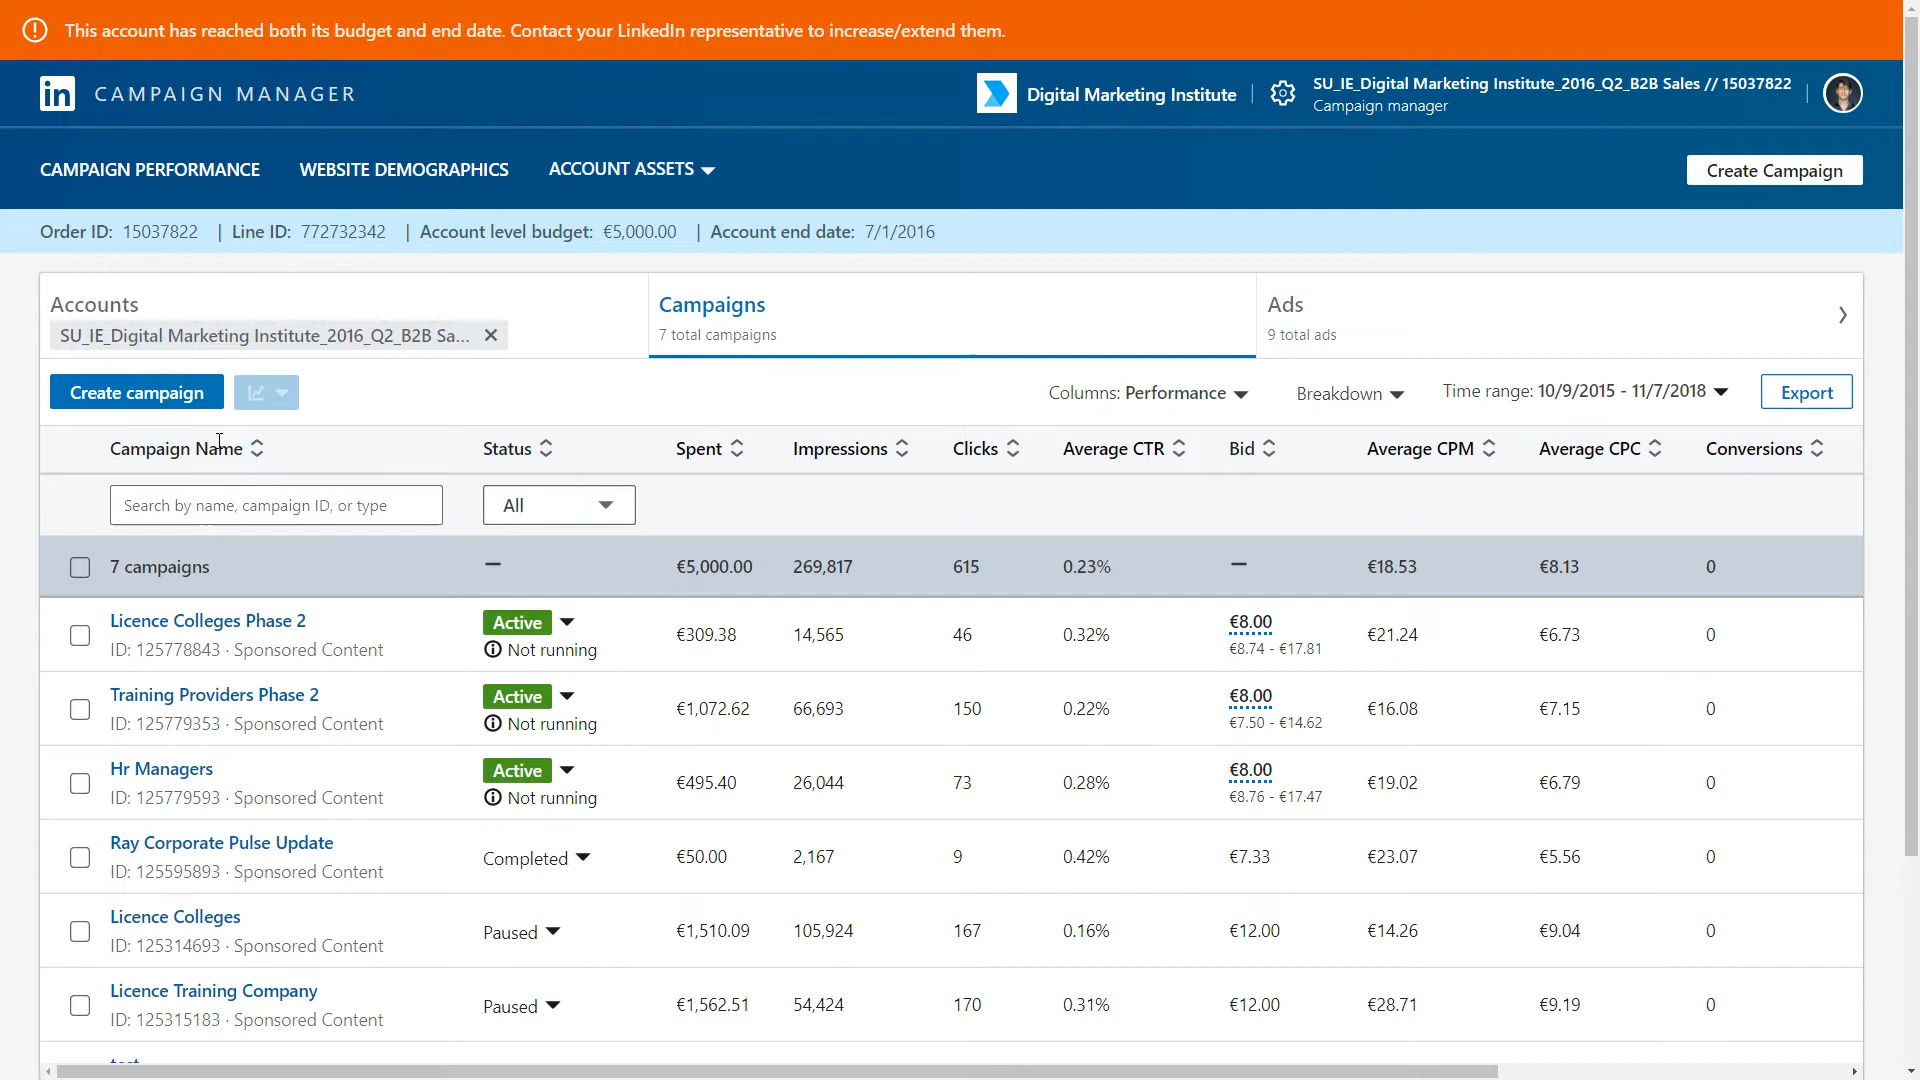 This account has reached both its budget and end date. Contact your LinkedIn representative to increase/extend them.
in CAMPAIGN MANAGER
Digital Marketing Institute
SU_IE_Digital Marketing Institute_2016_Q2_B2B Sales // 15037822
Campaign manager
CAMPAIGN PERFORMANCE WEBSITE DEMOGRAPHICS ACCOUNT ASSETS Create Campaign
Order ID: 15037822 | Line ID: 772732342 | Account level budget: €5,000.00 | Account end date: 7/1/2016
Accounts
SU_IE_Digital Marketing Institute_2016_Q2_B2B Sa...
Campaigns
7 total campaigns
Ads
9 total ads
Create campaign Columns: Performance Breakdown Time range: 10/9/2015 - 11/7/2018 Export
Campaign Name Status Spent Impressions Clicks Average CTR Bid Average CPM Average CPC Conversions
Search by name, campaign ID, or type All
7 campaigns — €5,000.00 269,817 615 0.23% — €18.53 €8.13 0
Licence Colleges Phase 2 Active €309.38 14,565 46 0.32% €8.00 €21.24 €6.73 0
ID: 125778843 · Sponsored Content Not running €8.74 - €17.81
Training Providers Phase 2 Active €1,072.62 66,693 150 0.22% €8.00 €16.08 €7.15 0
ID: 125779353 · Sponsored Content Not running €7.50 - €14.62
Hr Managers Active €495.40 26,044 73 0.28% €8.00 €19.02 €6.79 0
ID: 125779593 · Sponsored Content Not running €8.76 - €17.47
Ray Corporate Pulse Update Completed €50.00 2,167 9 0.42% €7.33 €23.07 €5.56 0
ID: 125595893 · Sponsored Content
Licence Colleges Paused €1,510.09 105,924 167 0.16% €12.00 €14.26 €9.04 0
ID: 125314693 · Sponsored Content
Licence Training Company Paused €1,562.51 54,424 170 0.31% €12.00 €28.71 €9.19 0
ID: 125315183 · Sponsored Content